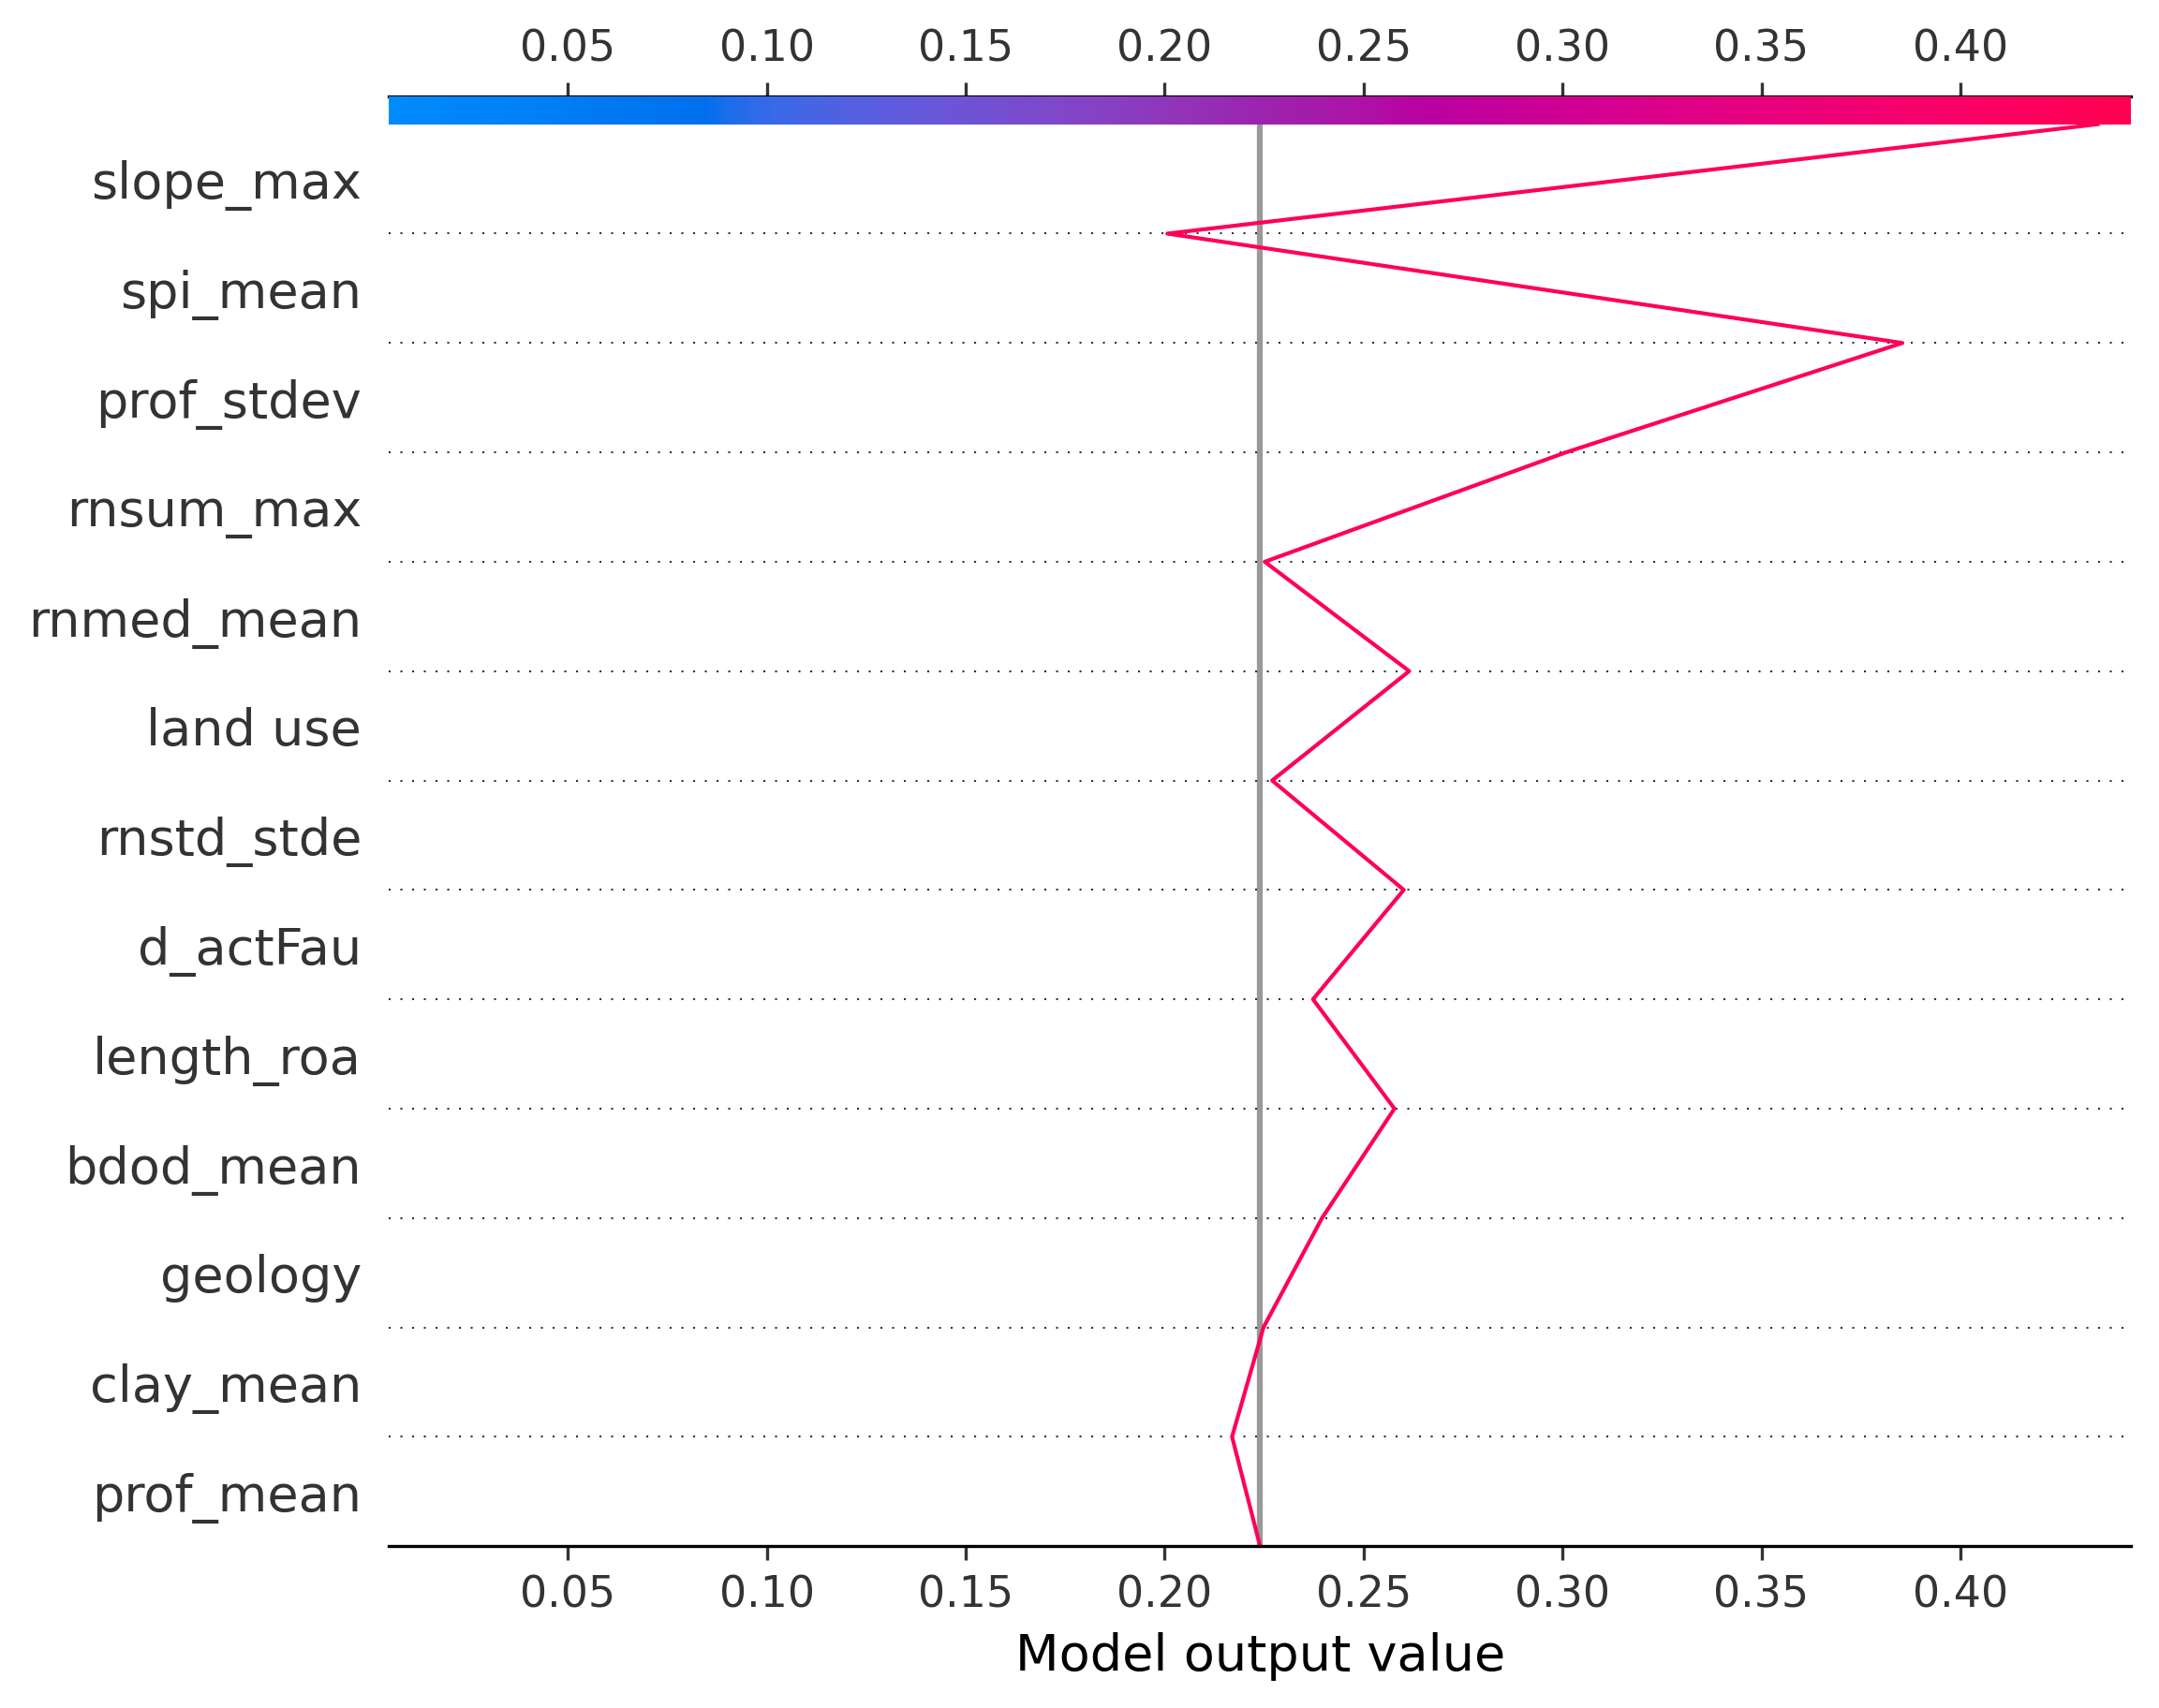 0.05 0.10 0.15 0.20 0.25 0.30 0.35 0.40
slope_max
spi_mean
prof_stdev
rnsum_max
rnmed_mean
land use
rnstd_stde
d_actFau
length_roa
bdod_mean
geology
clay_mean
prof_mean
0.05 0.10 0.15 0.20 0.25 0.30 0.35 0.40
Model output value